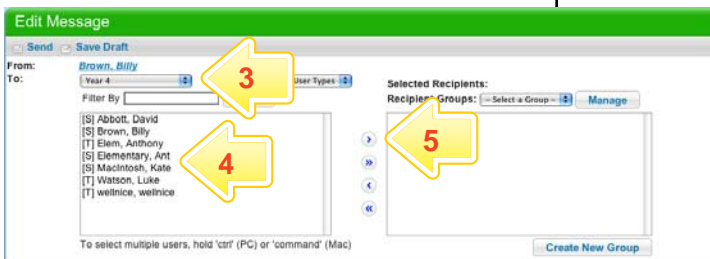 Edit Message
Send Save Draft
From: Brown, Billy
To: Year 4 User Types
3
Filter By
Selected Recipients:
Recipient Groups: - Select a Group - Manage
[S] Abbott, David
[S] Brown, Billy
[T] Elem, Anthony
[S] Elementary, Ant
[S] MacIntosh, Kate
[T] Watson, Luke
[T] wellnice, wellnice
4
5
›
»
‹
«
To select multiple users, hold 'ctrl' (PC) or 'command' (Mac)
Create New Group